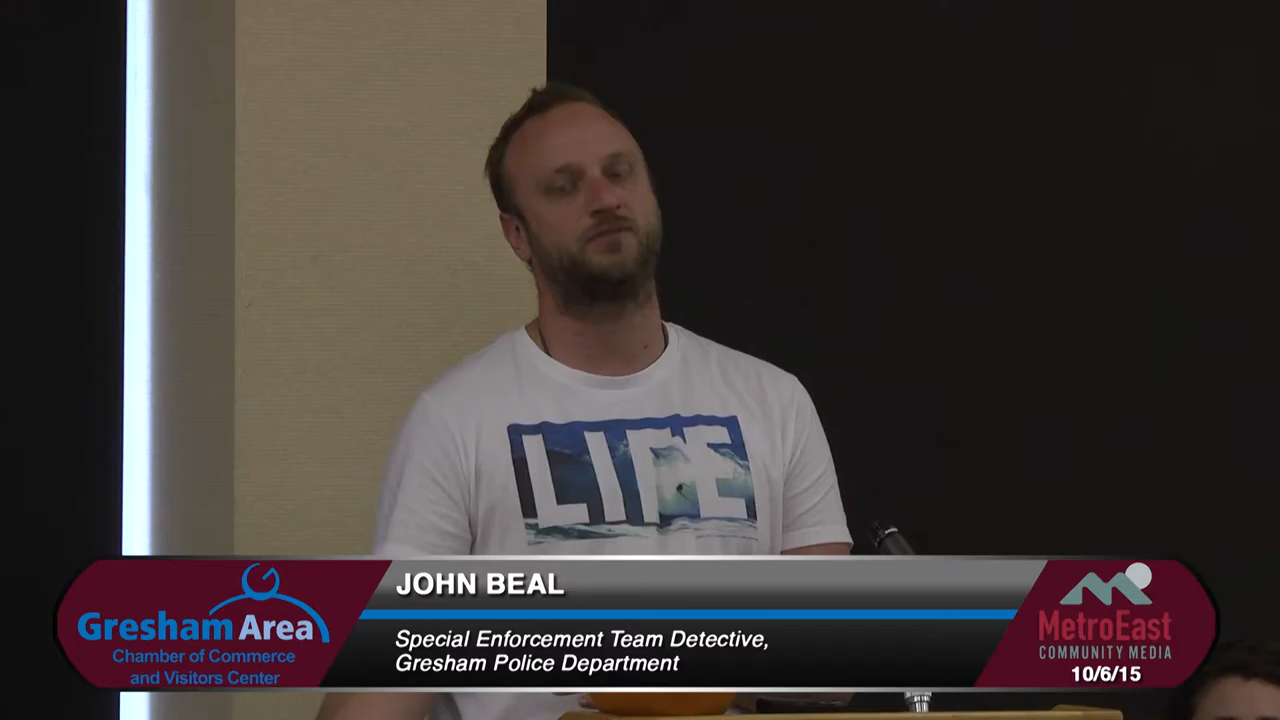 LIFE
JOHN BEAL
Special Enforcement Team Detective,
Gresham Police Department
Gresham Area
Chamber of Commerce
and Visitors Center
MetroEast
COMMUNITY MEDIA
10/6/15